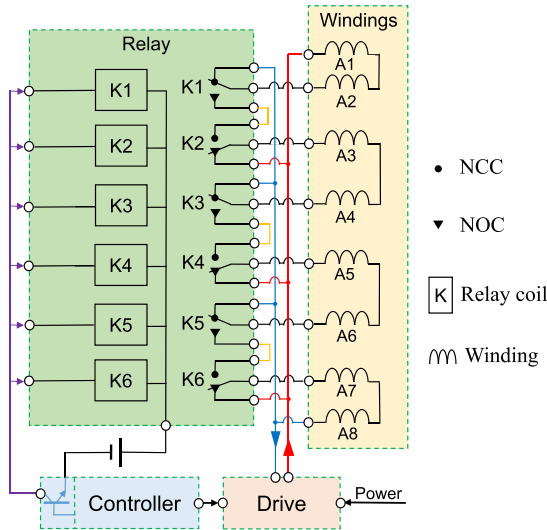 Windings
Relay
K1
K2
K3
K4
K5
K6
K1
K2
K3
K4
K5
K6
A1
A2
A3
A4
A5
A6
A7
A8
NCC
NOC
K Relay coil
Winding
Controller
Drive
Power